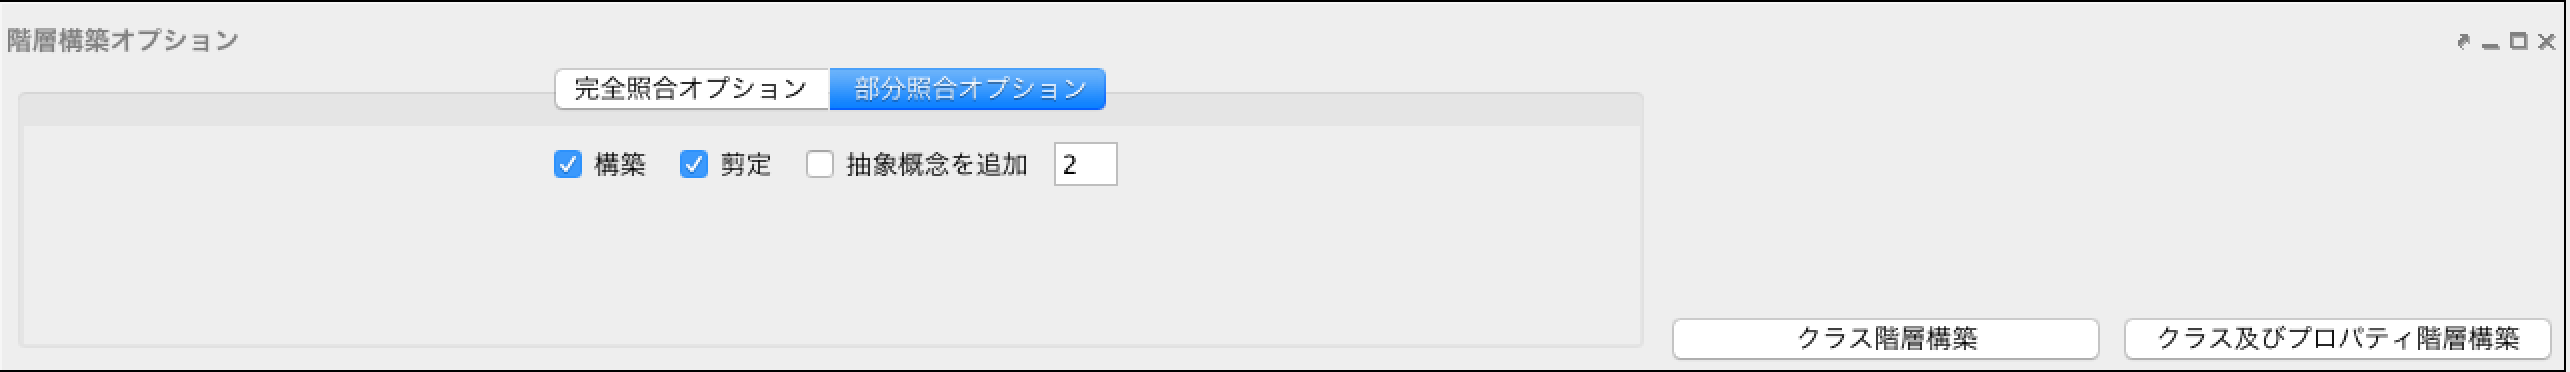 階層構築オプション
完全照合オプション 部分照合オプション
構築 剪定 抽象概念を追加 2
クラス階層構築 クラス及びプロパティ階層構築